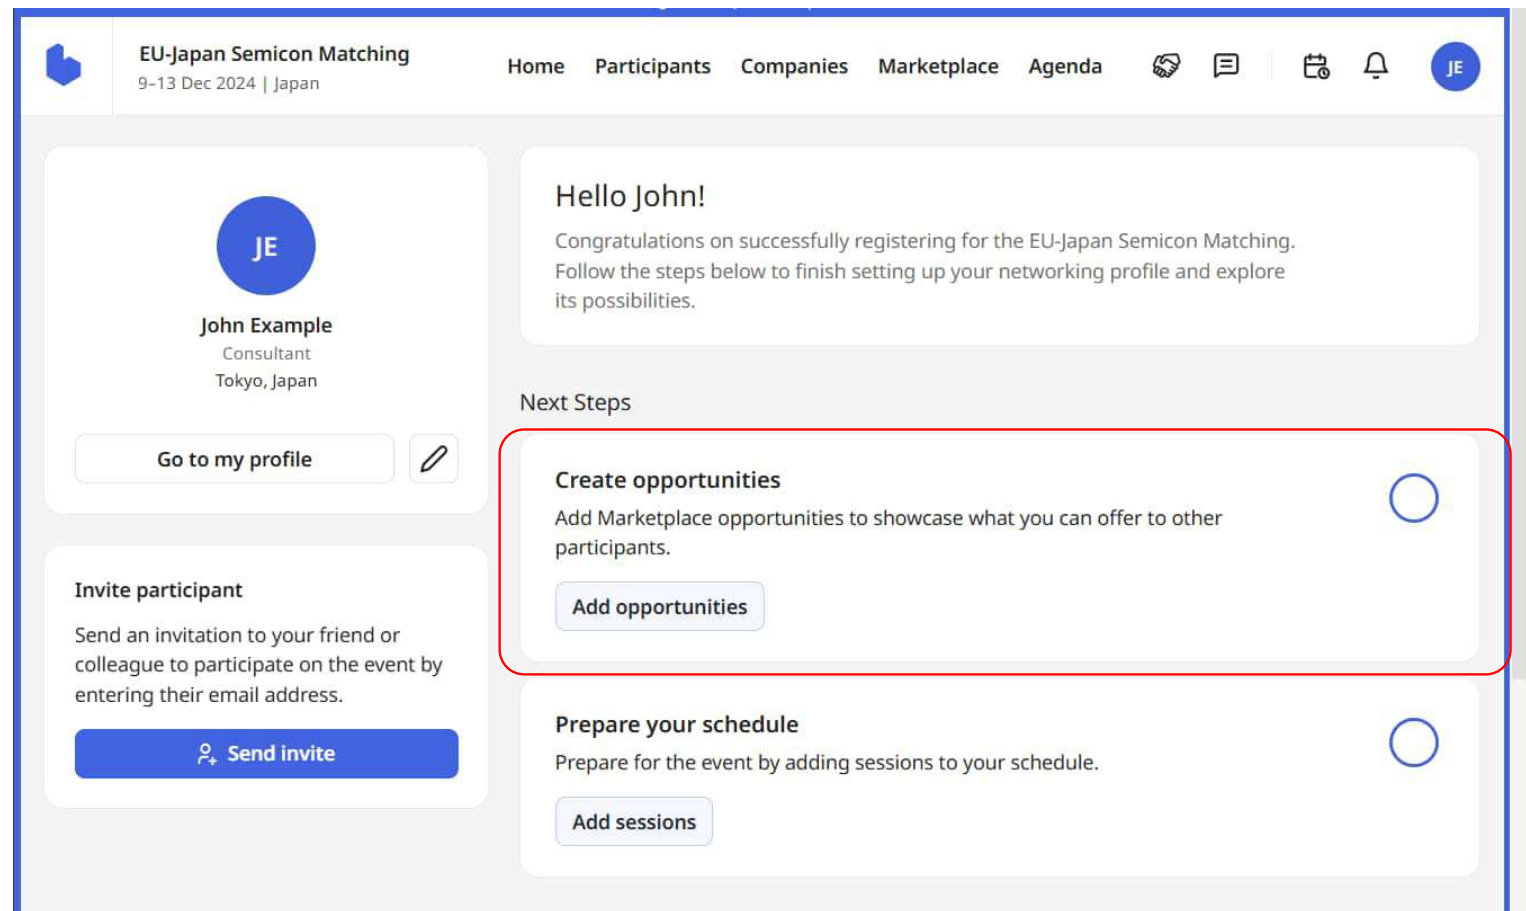 EU-Japan Semicon Matching
9–13 Dec 2024 | Japan
Home Participants Companies Marketplace Agenda
JE
JE
John Example
Consultant
Tokyo, Japan
Go to my profile
Invite participant
Send an invitation to your friend or
colleague to participate on the event by
entering their email address.
Send invite
Hello John!
Congratulations on successfully registering for the EU-Japan Semicon Matching.
Follow the steps below to finish setting up your networking profile and explore
its possibilities.
Next Steps
Create opportunities
Add Marketplace opportunities to showcase what you can offer to other
participants.
Add opportunities
Prepare your schedule
Prepare for the event by adding sessions to your schedule.
Add sessions